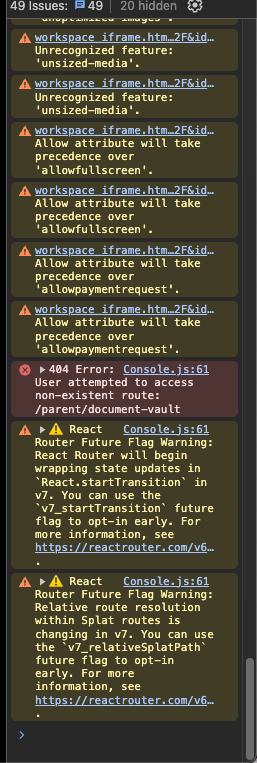 49 Issues: 49 | 20 hidden
'unoptimized-images'.
workspace_iframe.htm…2F&id…
Unrecognized feature:
'unsized-media'.
workspace_iframe.htm…2F&id…
Unrecognized feature:
'unsized-media'.
workspace_iframe.htm…2F&id…
Allow attribute will take
precedence over
'allowfullscreen'.
workspace_iframe.htm…2F&id…
Allow attribute will take
precedence over
'allowfullscreen'.
workspace_iframe.htm…2F&id…
Allow attribute will take
precedence over
'allowpaymentrequest'.
workspace_iframe.htm…2F&id…
Allow attribute will take
precedence over
'allowpaymentrequest'.
404 Error: Console.js:61
User attempted to access
non-existent route:
/parent/document-vault
React Console.js:61
Router Future Flag Warning:
React Router will begin
wrapping state updates in
`React.startTransition` in
v7. You can use the
`v7_startTransition` future
flag to opt-in early. For
more information, see
https://reactrouter.com/v6…
.
React Console.js:61
Router Future Flag Warning:
Relative route resolution
within Splat routes is
changing in v7. You can use
the `v7_relativeSplatPath`
future flag to opt-in
early. For more
information, see
https://reactrouter.com/v6…
.